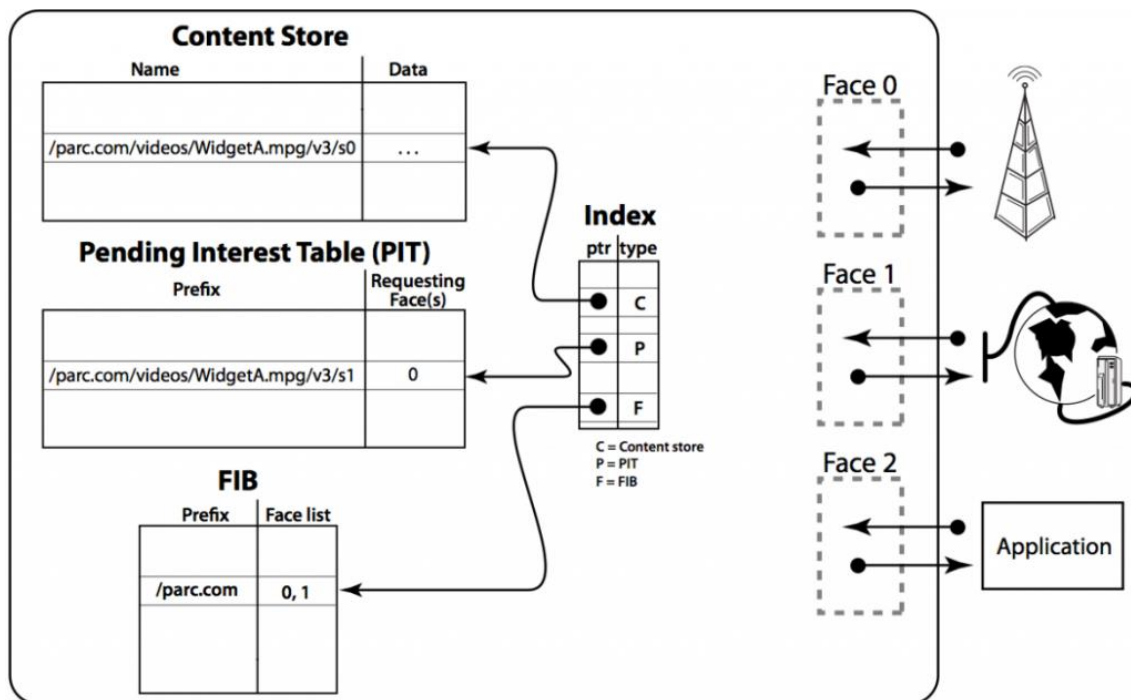 Content Store
Name Data
/parc.com/videos/WidgetA.mpg/v3/s0 ...
Pending Interest Table (PIT)
Prefix Requesting
Face(s)
/parc.com/videos/WidgetA.mpg/v3/s1 0
FIB
Prefix Face list
/parc.com 0, 1
Index
ptr type
C
P
F
C = Content store
P = PIT
F = FIB
Face 0
Face 1
Face 2
Application